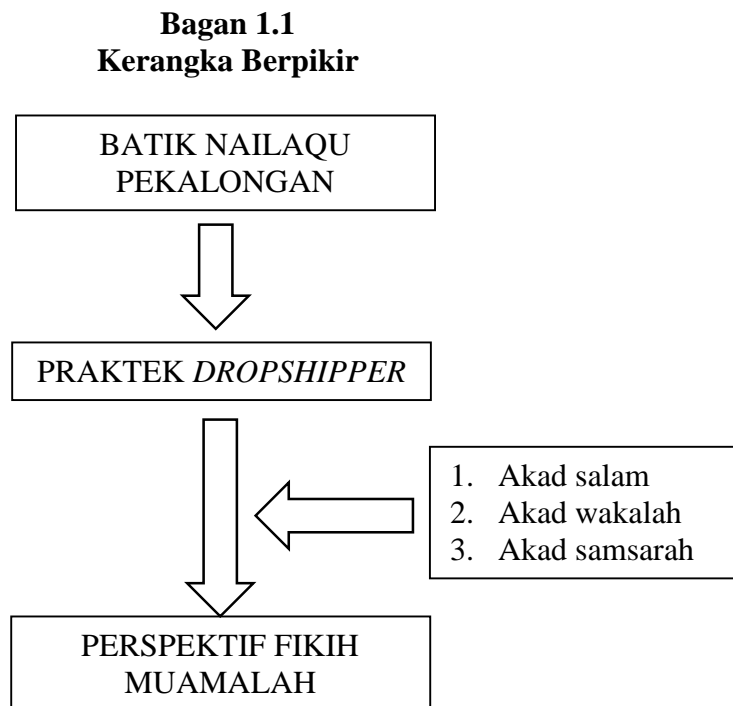 Bagan 1.1
Kerangka Berpikir
BATIK NAILAQU
PEKALONGAN
PRAKTEK DROPSHIPPER
1. Akad salam
2. Akad wakalah
3. Akad samsarah
PERSPEKTIF FIKIH
MUAMALAH